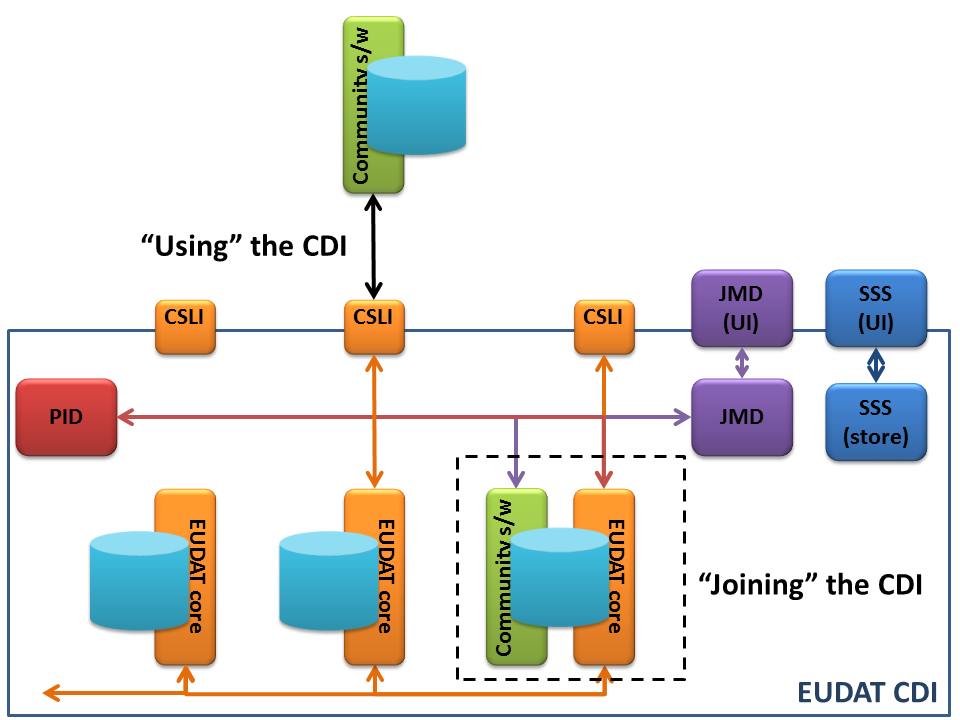 Community s/w
“Using” the CDI
CSLI
CSLI
CSLI
JMD
(UI)
SSS
(UI)
PID
JMD
SSS
(store)
EUDAT core
EUDAT core
Community s/w
EUDAT core
“Joining” the CDI
EUDAT CDI